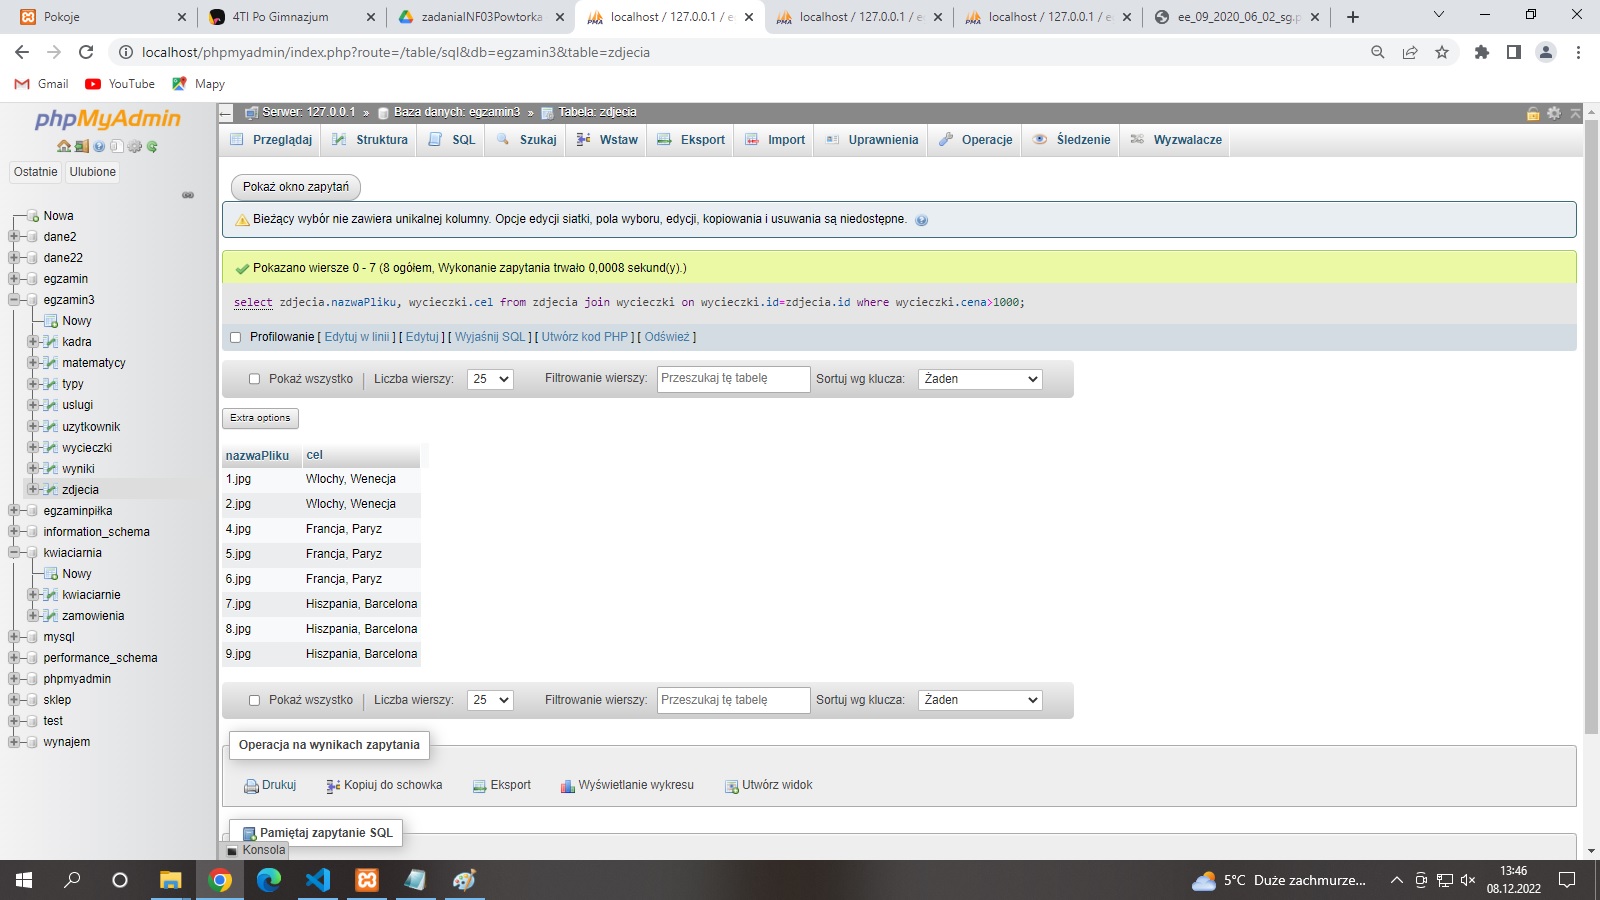 Pokoje
4TI Po Gimnazjum
zadaniaINF03Powtorka
localhost / 127.0.0.1 / e
localhost / 127.0.0.1 / e
localhost / 127.0.0.1 / e
ee_09_2020_06_02_sg.p
localhost/phpmyadmin/index.php?route=/table/sql&db=egzamin3&table=zdjecia
Gmail
YouTube
Mapy
phpMyAdmin
Ostatnie
Ulubione
Nowa
dane2
dane22
egzamin
egzamin3
Nowy
kadra
matematycy
typy
uslugi
uzytkownik
wycieczki
wyniki
zdjecia
egzaminpiłka
information_schema
kwiaciarnia
Nowy
kwiaciarnie
zamowienia
mysql
performance_schema
phpmyadmin
sklep
test
wynajem
Serwer: 127.0.0.1 » Baza danych: egzamin3 » Tabela: zdjecia
Przeglądaj
Struktura
SQL
Szukaj
Wstaw
Eksport
Import
Uprawnienia
Operacje
Śledzenie
Wyzwalacze
Pokaż okno zapytań
Bieżący wybór nie zawiera unikalnej kolumny. Opcje edycji siatki, pola wyboru, edycji, kopiowania i usuwania są niedostępne.
Pokazano wiersze 0 - 7 (8 ogółem, Wykonanie zapytania trwało 0,0008 sekund(y).)
select zdjecia.nazwaPliku, wycieczki.cel from zdjecia join wycieczki on wycieczki.id=zdjecia.id where wycieczki.cena>1000;
Profilowanie [ Edytuj w linii ] [ Edytuj ] [ Wyjaśnij SQL ] [ Utwórz kod PHP ] [ Odśwież ]
Pokaż wszystko | Liczba wierszy: 25 Filtrowanie wierszy: Przeszukaj tę tabelę Sortuj wg klucza: Żaden
Extra options
nazwaPliku cel
1.jpg Wlochy, Wenecja
2.jpg Wlochy, Wenecja
4.jpg Francja, Paryz
5.jpg Francja, Paryz
6.jpg Francja, Paryz
7.jpg Hiszpania, Barcelona
8.jpg Hiszpania, Barcelona
9.jpg Hiszpania, Barcelona
Pokaż wszystko | Liczba wierszy: 25 Filtrowanie wierszy: Przeszukaj tę tabelę Sortuj wg klucza: Żaden
Operacja na wynikach zapytania
Drukuj
Kopiuj do schowka
Eksport
Wyświetlanie wykresu
Utwórz widok
Pamiętaj zapytanie SQL
Konsola
5°C Duże zachmurze...
13:46
08.12.2022